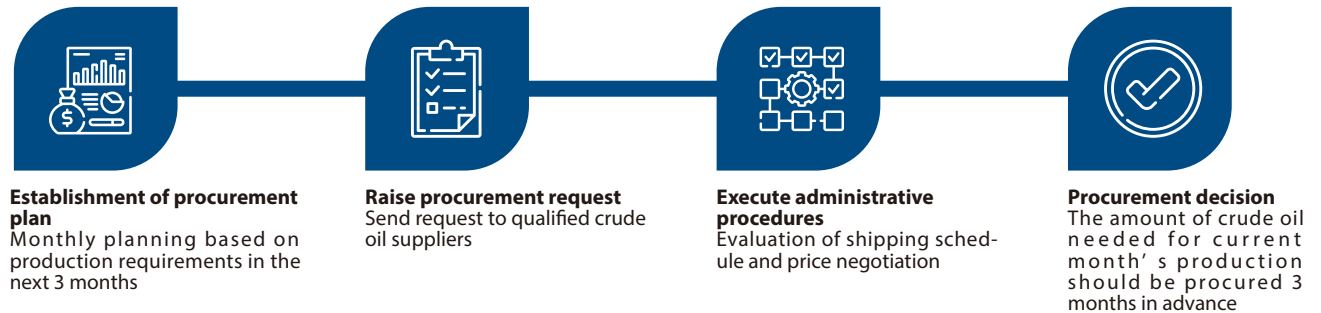 Establishment of procurement
plan
Monthly planning based on
production requirements in the
next 3 months
Raise procurement request
Send request to qualified crude
oil suppliers
Execute administrative
procedures
Evaluation of shipping sched-
ule and price negotiation
Procurement decision
The amount of crude oil
needed for current
month’ s production
should be procured 3
months in advance
$